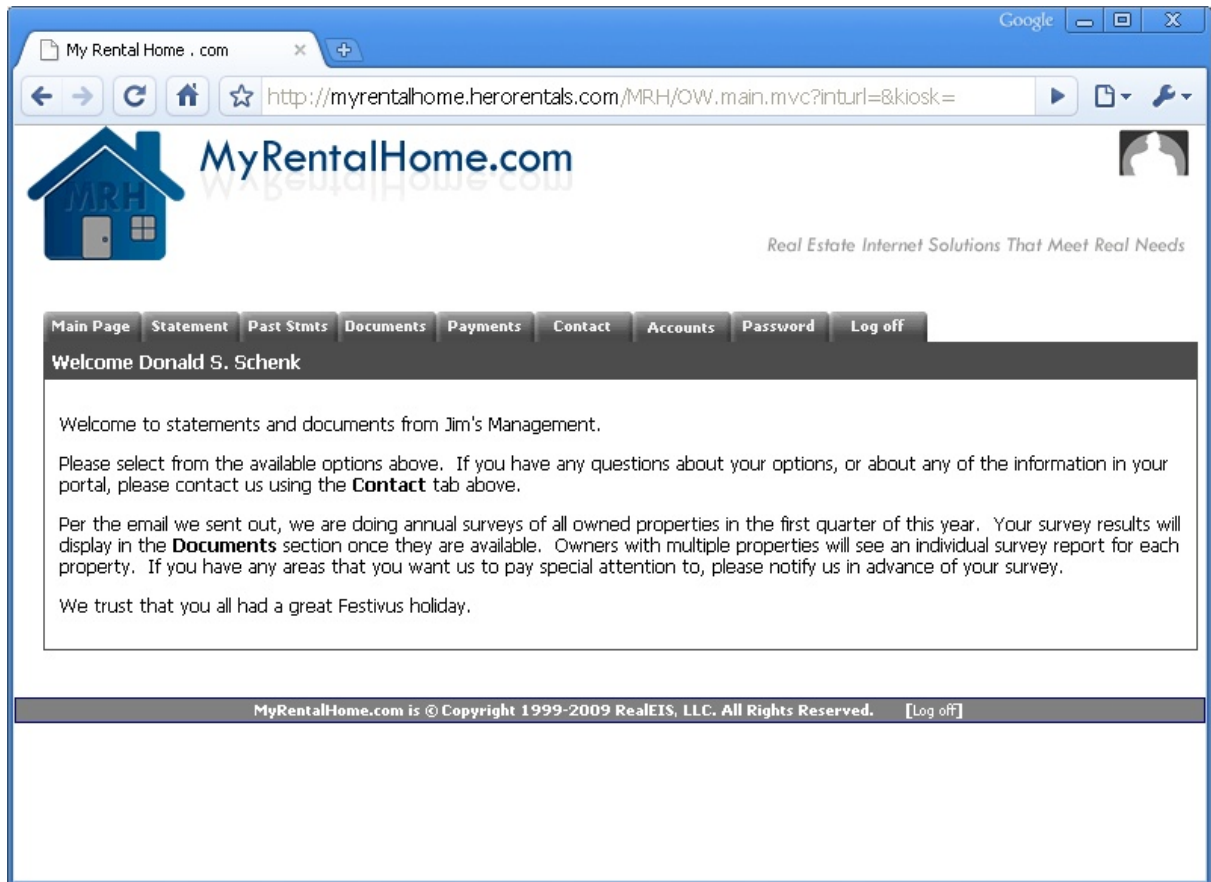 Google
My Rental Home . com
http://myrentalhome.herorentals.com/MRH/OW.main.mvc?inturl=&kiosk=
MRH
MyRentalHome.com
Real Estate Internet Solutions That Meet Real Needs
Main Page Statement Past Stmts Documents Payments Contact Accounts Password Log off
Welcome Donald S. Schenk
Welcome to statements and documents from Jim's Management.
Please select from the available options above. If you have any questions about your options, or about any of the information in your
portal, please contact us using the Contact tab above.
Per the email we sent out, we are doing annual surveys of all owned properties in the first quarter of this year. Your survey results will
display in the Documents section once they are available. Owners with multiple properties will see an individual survey report for each
property. If you have any areas that you want us to pay special attention to, please notify us in advance of your survey.
We trust that you all had a great Festivus holiday.
MyRentalHome.com is © Copyright 1999-2009 RealEIS, LLC. All Rights Reserved. [Log off]